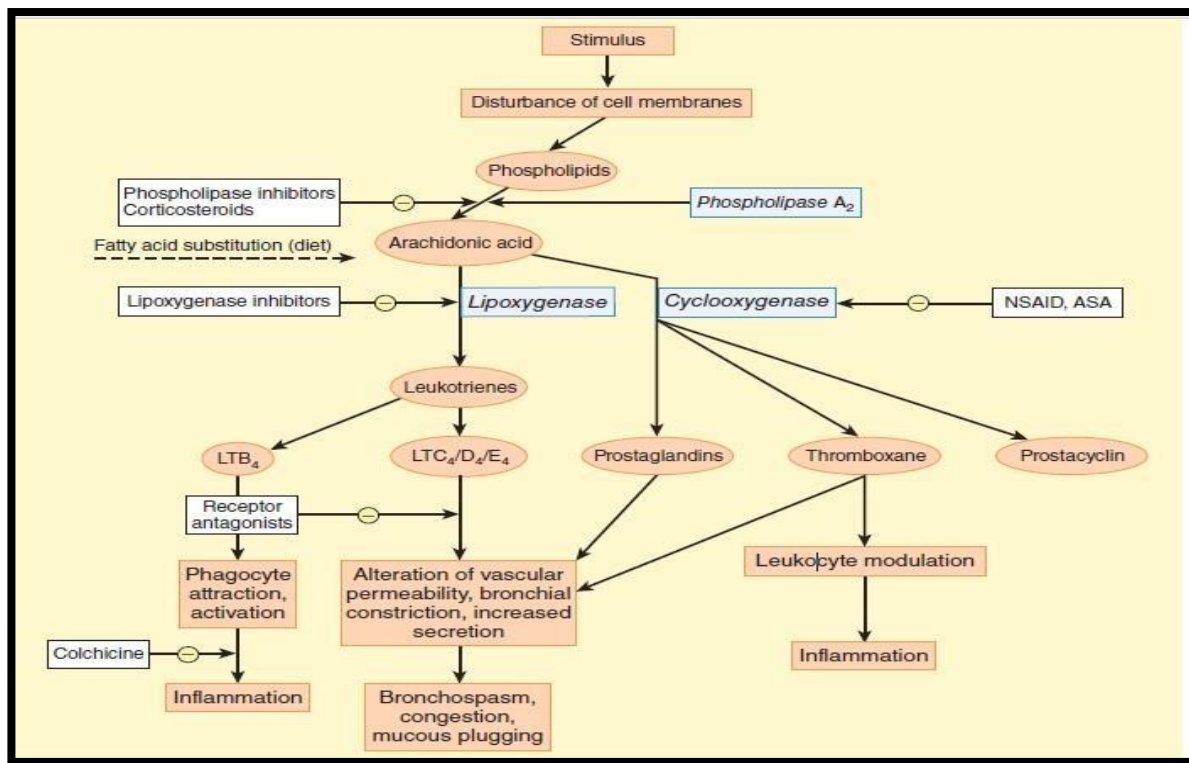 Stimulus
Disturbance of cell membranes
Phospholipids
Phospholipase inhibitors
Corticosteroids
−
Phospholipase A₂
Fatty acid substitution (diet)
Arachidonic acid
Lipoxygenase inhibitors
−
Lipoxygenase
Cyclooxygenase
−
NSAID, ASA
Leukotrienes
LTB₄
LTC₄/D₄/E₄
Prostaglandins
Thromboxane
Prostacyclin
Receptor
antagonists
−
Phagocyte
attraction,
activation
Alteration of vascular
permeability, bronchial
constriction, increased
secretion
Leukocyte modulation
Colchicine
−
Inflammation
Bronchospasm,
congestion,
mucous plugging
Inflammation